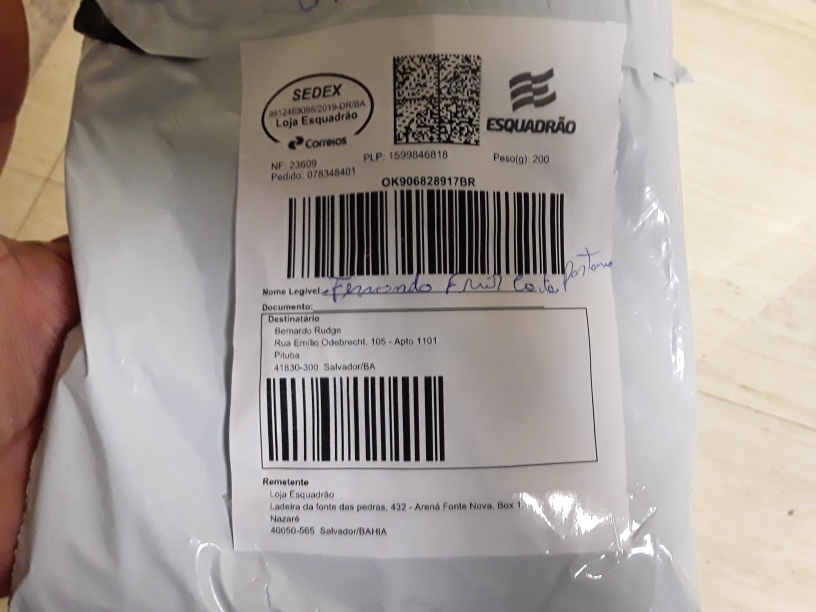 SEDEX
9912469098/2019-DR/BA
Loja Esquadrão
Correios
ESQUADRÃO
NF: 23609
PLP: 1599846818
Peso(g): 200
Pedido: 078348401
OK906828917BR
Nome Legível: Fernando
Documento:
Destinatário
Bernardo Rudge
Rua Emílio Odebrecht, 105 - Apto 1101
Pituba
41830-300 Salvador/BA
Remetente
Loja Esquadrão
Ladeira da fonte das pedras, 432 - Arena Fonte Nova. Box
Nazaré
40050-565 Salvador/BAHIA